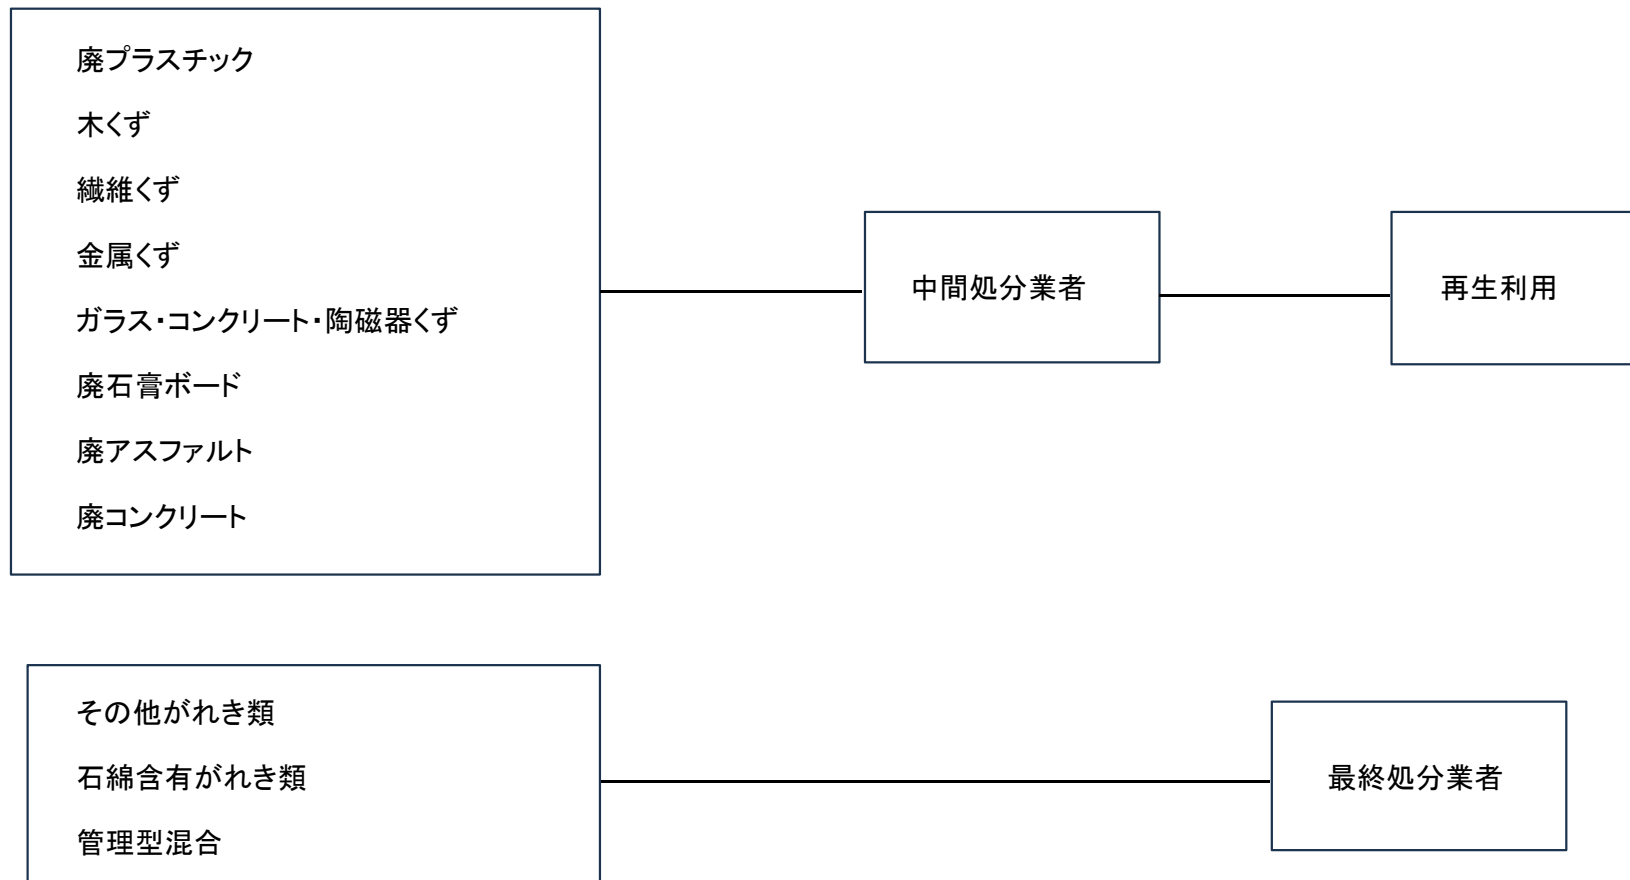 廃プラスチック
木くず
繊維くず
金属くず
ガラス・コンクリート・陶磁器くず
廃石膏ボード
廃アスファルト
廃コンクリート
中間処分業者
再生利用
その他がれき類
石綿含有がれき類
管理型混合
最終処分業者